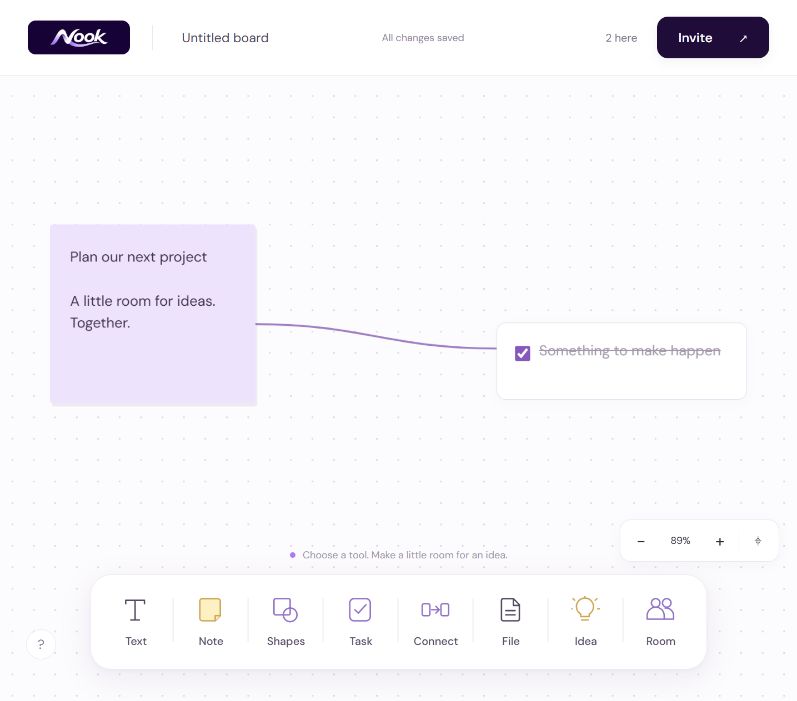 Nook
Untitled board
All changes saved
2 here
Invite ↗
Plan our next project
A little room for ideas.
Together.
Something to make happen
− 89% +
Choose a tool. Make a little room for an idea.
Text
Note
Shapes
Task
Connect
File
Idea
Room
?